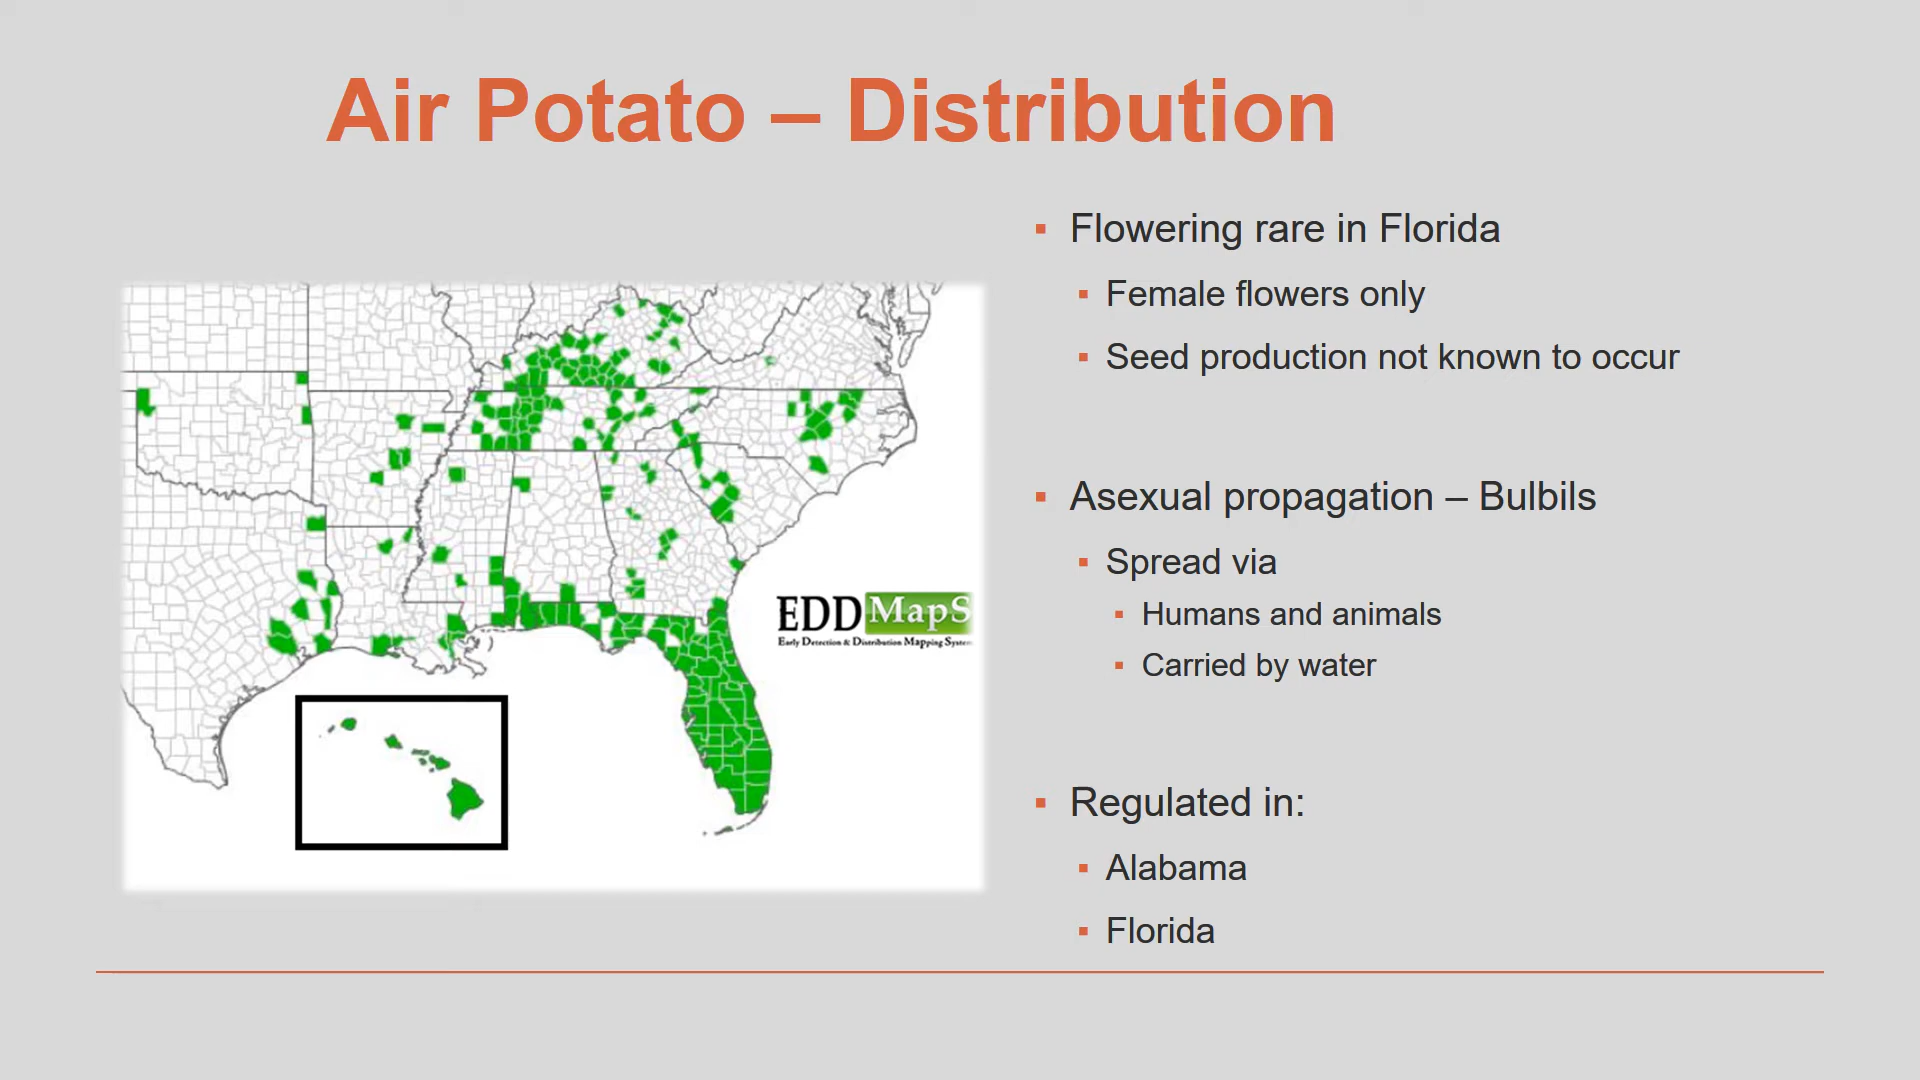 Air Potato – Distribution
Flowering rare in Florida
Female flowers only
Seed production not known to occur
Asexual propagation – Bulbils
Spread via
Humans and animals
Carried by water
Regulated in:
Alabama
Florida
EDDMapS
Early Detection & Distribution Mapping System